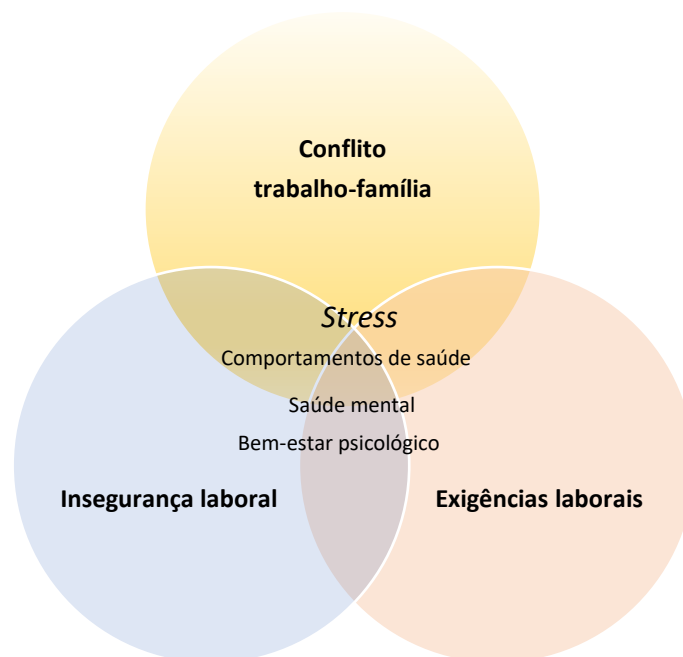 Conflito
trabalho-família
Stress
Comportamentos de saúde
Saúde mental
Bem-estar psicológico
Insegurança laboral
Exigências laborais